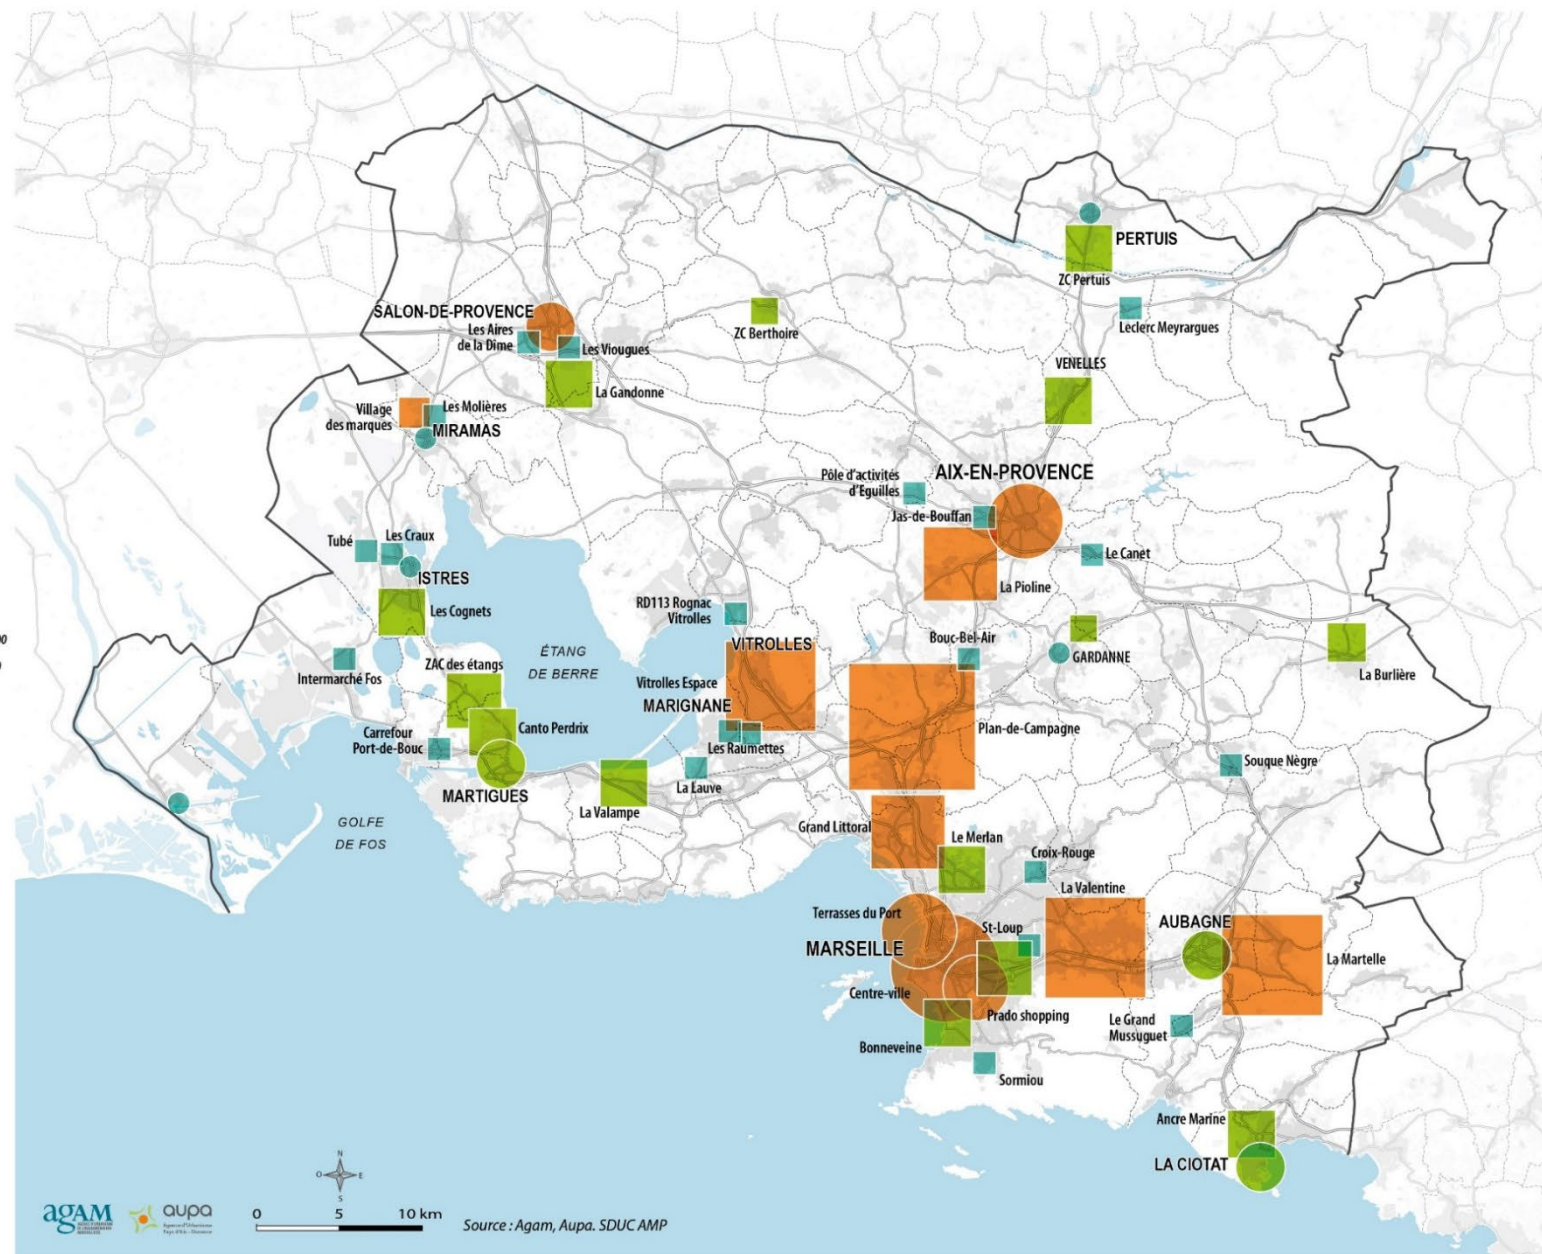 PERTUIS
ZC Pertuis
SALON-DE-PROVENCE
Les Aires
de la Dîme
Les Viougues
ZC Berthoire
Leclerc Meyrargues
VENELLES
La Gandonne
Village
des marques
Les Molières
MIRAMAS
Pôle d'activités
d'Eguilles
AIX-EN-PROVENCE
Jas-de-Bouffan
Tubé
Les Craux
ISTRES
Le Canet
La Pioline
Les Cognets
RD113 Rognac
Vitrolles
VITROLLES
Bouc-Bel-Air
GARDANNE
ÉTANG
DE BERRE
ZAC des étangs
Intermarché Fos
La Burlière
Vitrolles Espace
MARIGNANE
Carrefour
Port-de-Bouc
Canto Perdrix
Plan-de-Campagne
Les Raumettes
Souque Nègre
MARTIGUES
La Lauve
La Valampe
GOLFE
DE FOS
Grand Littoral
Le Merlan
Croix-Rouge
La Valentine
Terrasses du Port
St-Loup
AUBAGNE
MARSEILLE
La Martelle
Centre-ville
Prado shopping
Le Grand
Mussuguet
Bonneveine
Sormiou
Ancre Marine
LA CIOTAT
N
O
E
S
agAM
aupa
Agence d'Urbanisme
Pays d'Aix - Durance
0
5
10 km
Source : Agam, Aupa. SDUC AMP